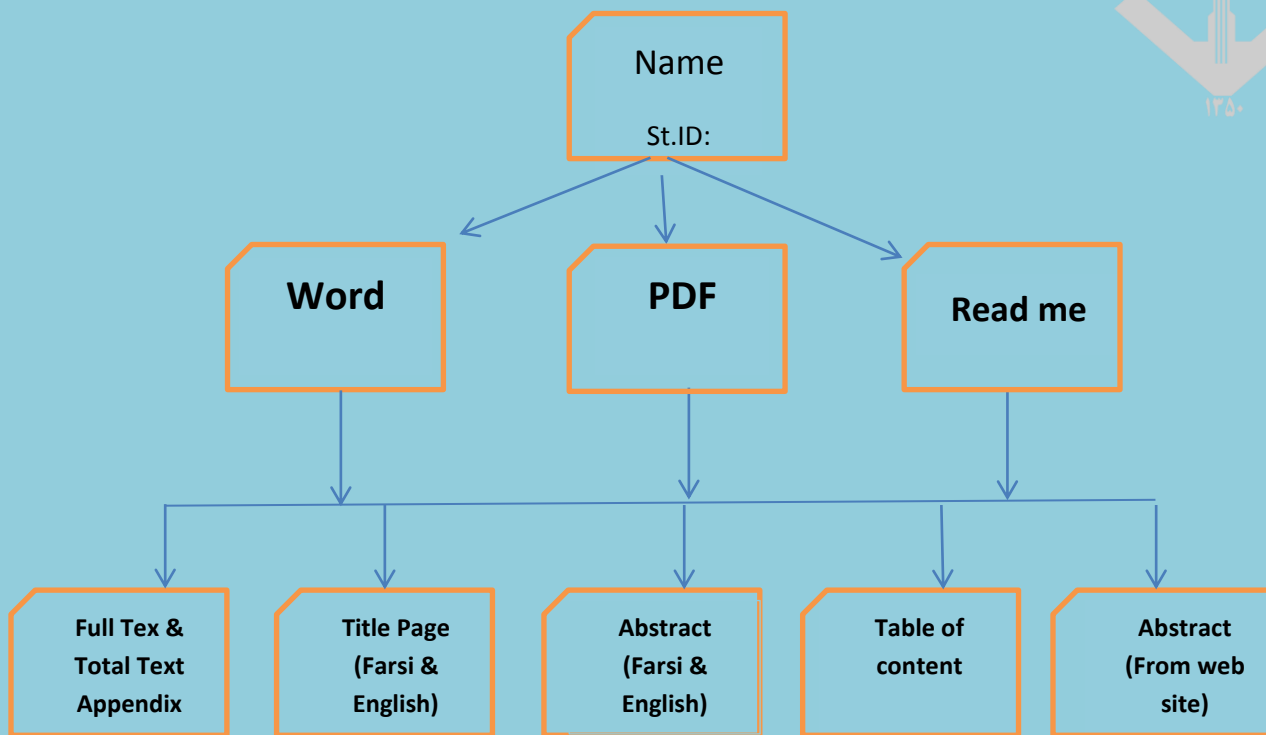 ۱۳۵۰
Name
St.ID:
Word
PDF
Read me
Full Tex &
Total Text
Appendix
Title Page
(Farsi &
English)
Abstract
(Farsi &
English)
Table of
content
Abstract
(From web
site)